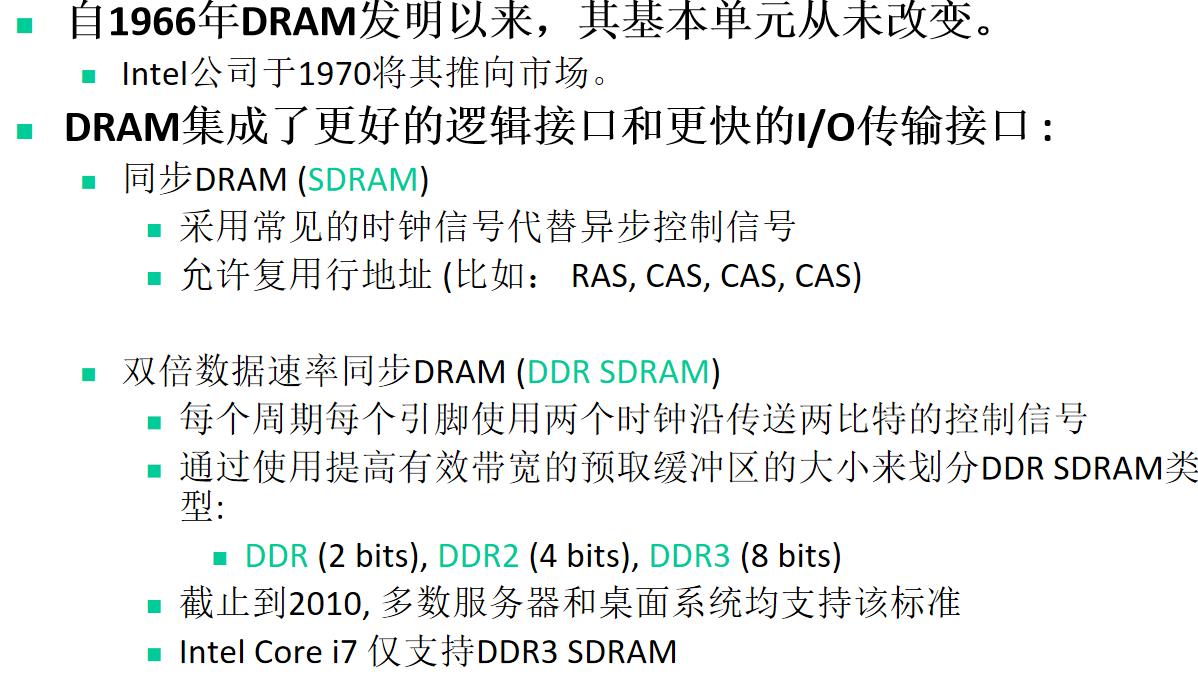 自1966年DRAM发明以来，其基本单元从未改变。
Intel公司于1970将其推向市场。
DRAM集成了更好的逻辑接口和更快的I/O传输接口 :
同步DRAM (SDRAM)
采用常见的时钟信号代替异步控制信号
允许复用行地址 (比如： RAS, CAS, CAS, CAS)
双倍数据速率同步DRAM (DDR SDRAM)
每个周期每个引脚使用两个时钟沿传送两比特的控制信号
通过使用提高有效带宽的预取缓冲区的大小来划分DDR SDRAM类
型:
DDR (2 bits), DDR2 (4 bits), DDR3 (8 bits)
截止到2010, 多数服务器和桌面系统均支持该标准
Intel Core i7 仅支持DDR3 SDRAM